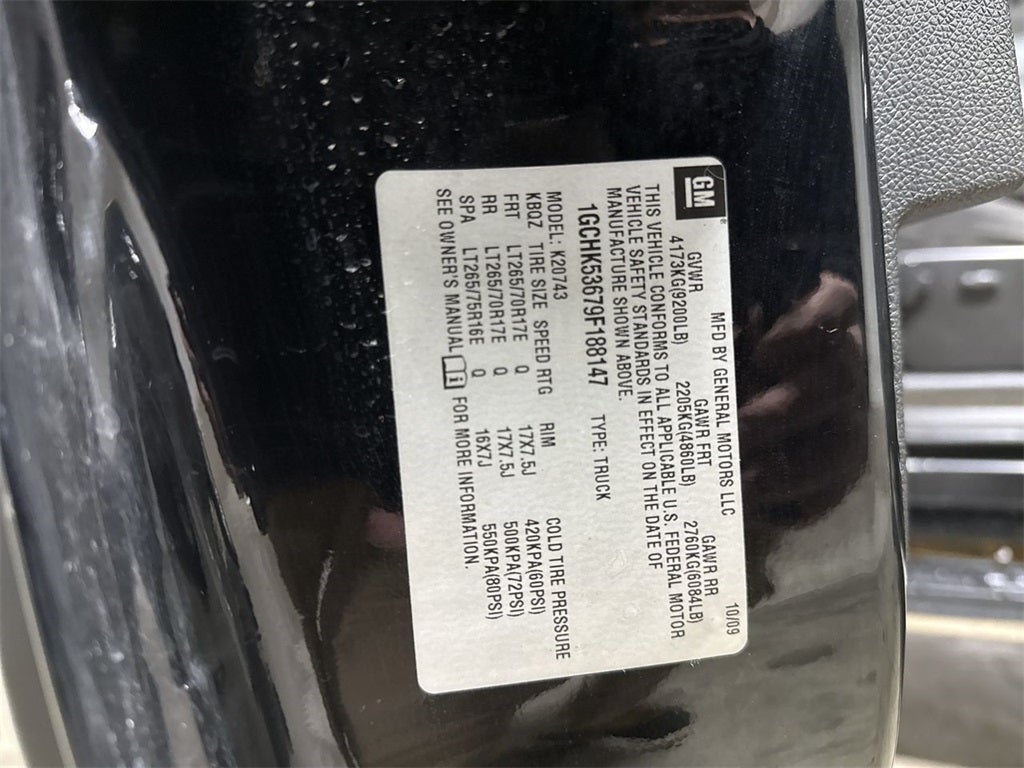 GM
MFD BY GENERAL MOTORS LLC 10/09
GVWR GAWR FRT GAWR RR
4173KG(9200LB) 2205KG(4860LB) 2760KG(6084LB)
THIS VEHICLE CONFORMS TO ALL APPLICABLE U.S. FEDERAL MOTOR
VEHICLE SAFETY STANDARDS IN EFFECT ON THE DATE OF
MANUFACTURE SHOWN ABOVE.
1GCHK53679F188147 TYPE: TRUCK
MODEL: K20743
KBQZ TIRE SIZE SPEED RTG RIM COLD TIRE PRESSURE
FRT LT265/70R17E Q 17X7.5J 420KPA(60PSI)
RR LT265/70R17E Q 17X7.5J 500KPA(72PSI)
SPA LT265/75R16E Q 16X7J 550KPA(80PSI)
SEE OWNER'S MANUAL i FOR MORE INFORMATION.